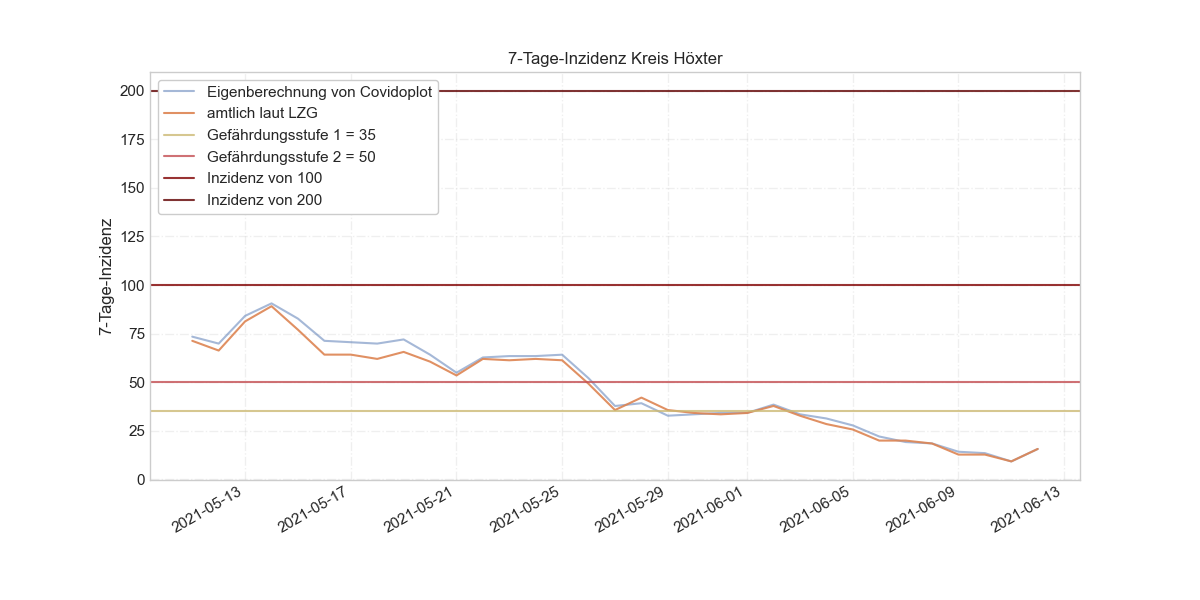 7-Tage-Inzidenz Kreis Höxter
7-Tage-Inzidenz
200
175
150
125
100
75
50
25
0
Eigenberechnung von Covidoplot
amtlich laut LZG
Gefährdungsstufe 1 = 35
Gefährdungsstufe 2 = 50
Inzidenz von 100
Inzidenz von 200
2021-05-13
2021-05-17
2021-05-21
2021-05-25
2021-05-29
2021-06-01
2021-06-05
2021-06-09
2021-06-13